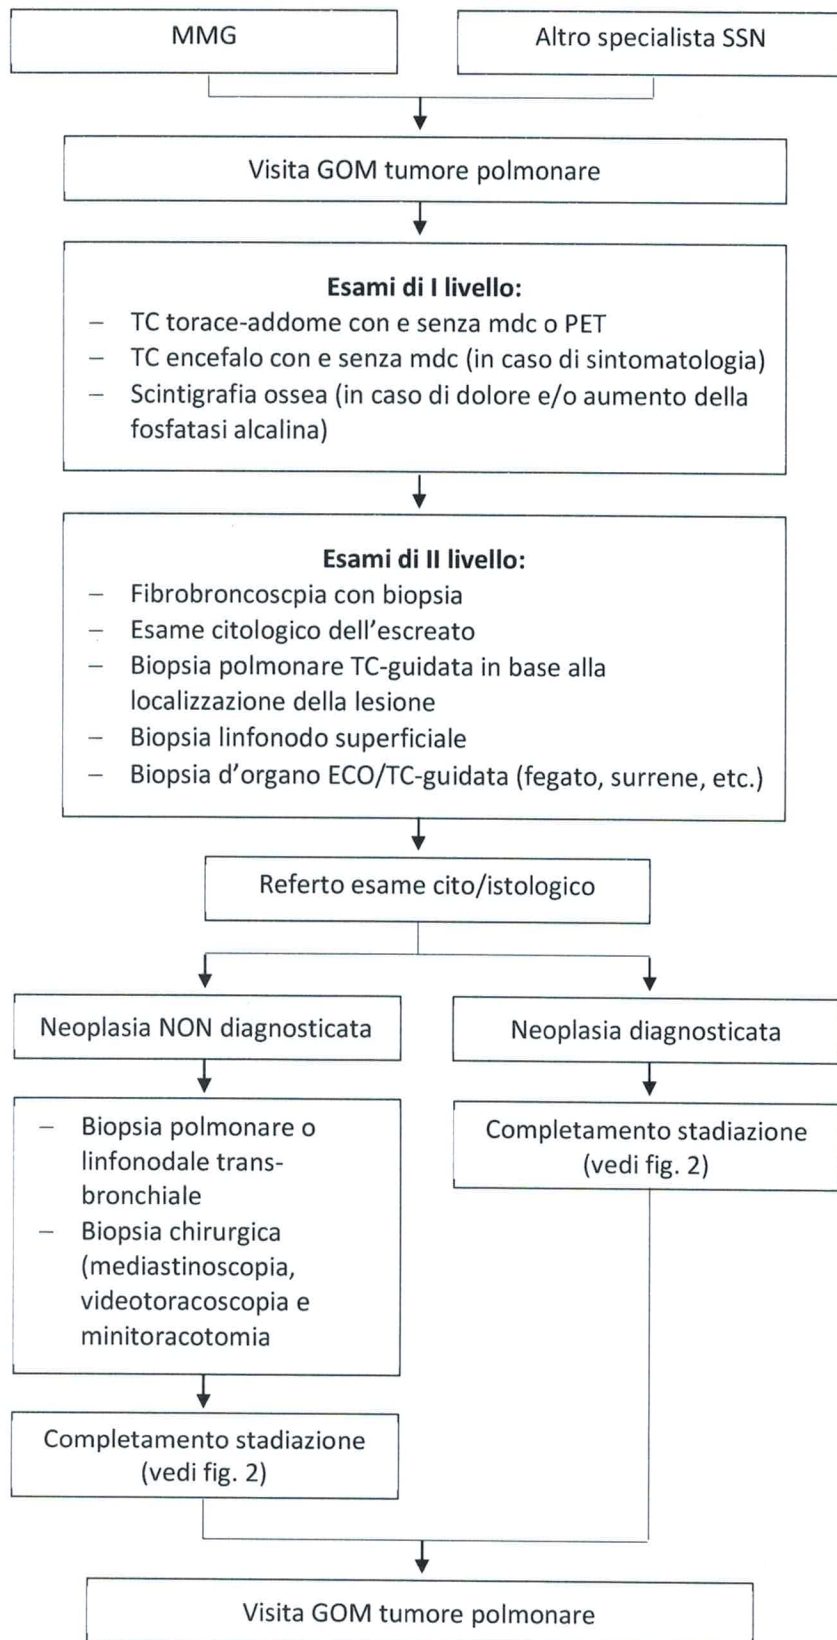 MMG
Altro specialista SSN
Visita GOM tumore polmonare
Esami di I livello:
– TC torace-addome con e senza mdc o PET
– TC encefalo con e senza mdc (in caso di sintomatologia)
– Scintigrafia ossea (in caso di dolore e/o aumento della
fosfatasi alcalina)
Esami di II livello:
– Fibrobroncoscpia con biopsia
– Esame citologico dell'escreato
– Biopsia polmonare TC-guidata in base alla
localizzazione della lesione
– Biopsia linfonodo superficiale
– Biopsia d'organo ECO/TC-guidata (fegato, surrene, etc.)
Referto esame cito/istologico
Neoplasia NON diagnosticata
Neoplasia diagnosticata
– Biopsia polmonare o
linfonodale trans-
bronchiale
– Biopsia chirurgica
(mediastinoscopia,
videotoracoscopia e
minitoracotomia
Completamento stadiazione
(vedi fig. 2)
Completamento stadiazione
(vedi fig. 2)
Visita GOM tumore polmonare